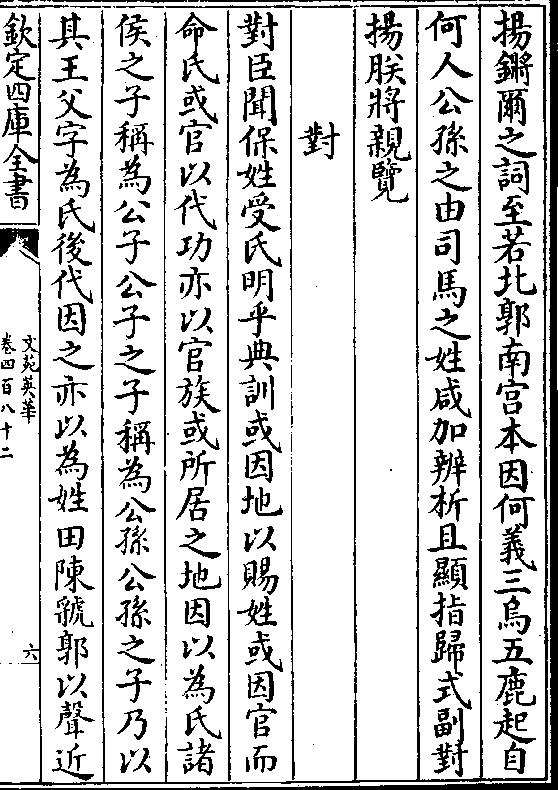 揚鏘爾之詞至若北郭南宫本因何義三烏五鹿起自
何人公孫之由司馬之姓咸加辨析且顯指歸式副對
揚朕將親覽
對
對臣聞保姓受氏明乎典訓或因地以賜姓或因官而
命氏或官以代功亦以官族或所居之地因以為氏諸
侯之子稱為公子公子之子稱為公孫公孫之子乃以
其王父字為氏後代因之亦以為姓田陳虢郭以聲近
欽定四庫全書
文苑英華
卷四百八十二
六